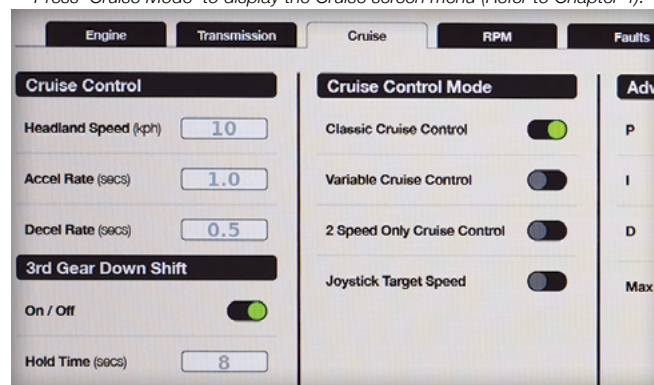 Press 'Cruise Mode' to display the Cruise screen menu (Refer to Chapter 4).
Engine Transmission Cruise RPM Faults
Cruise Control
Headland Speed (kph) 10
Accel Rate (secs) 1.0
Decel Rate (secs) 0.5
3rd Gear Down Shift
On / Off
Hold Time (secs) 8
Cruise Control Mode
Classic Cruise Control
Variable Cruise Control
2 Speed Only Cruise Control
Joystick Target Speed
P
I
D
Max